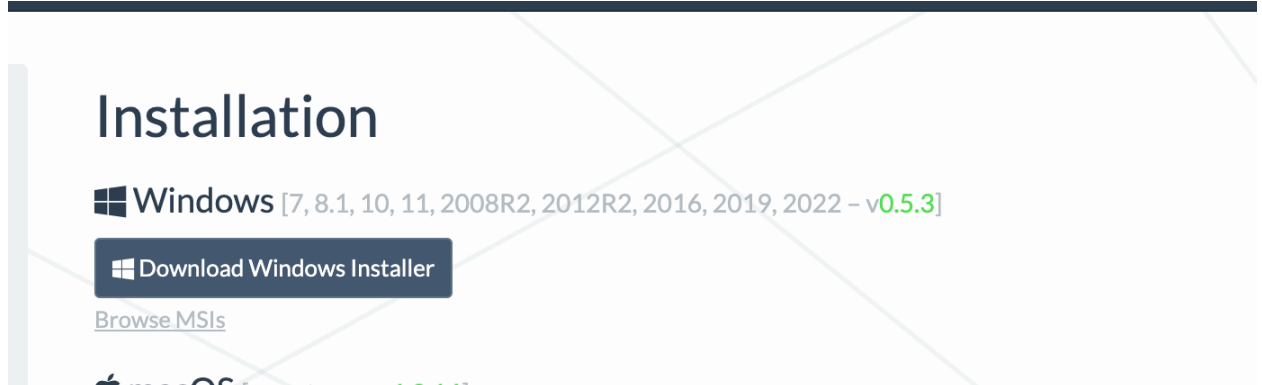 Installation
Windows [7, 8.1, 10, 11, 2008R2, 2012R2, 2016, 2019, 2022 – v0.5.3]
Download Windows Installer
Browse MSIs
macOS